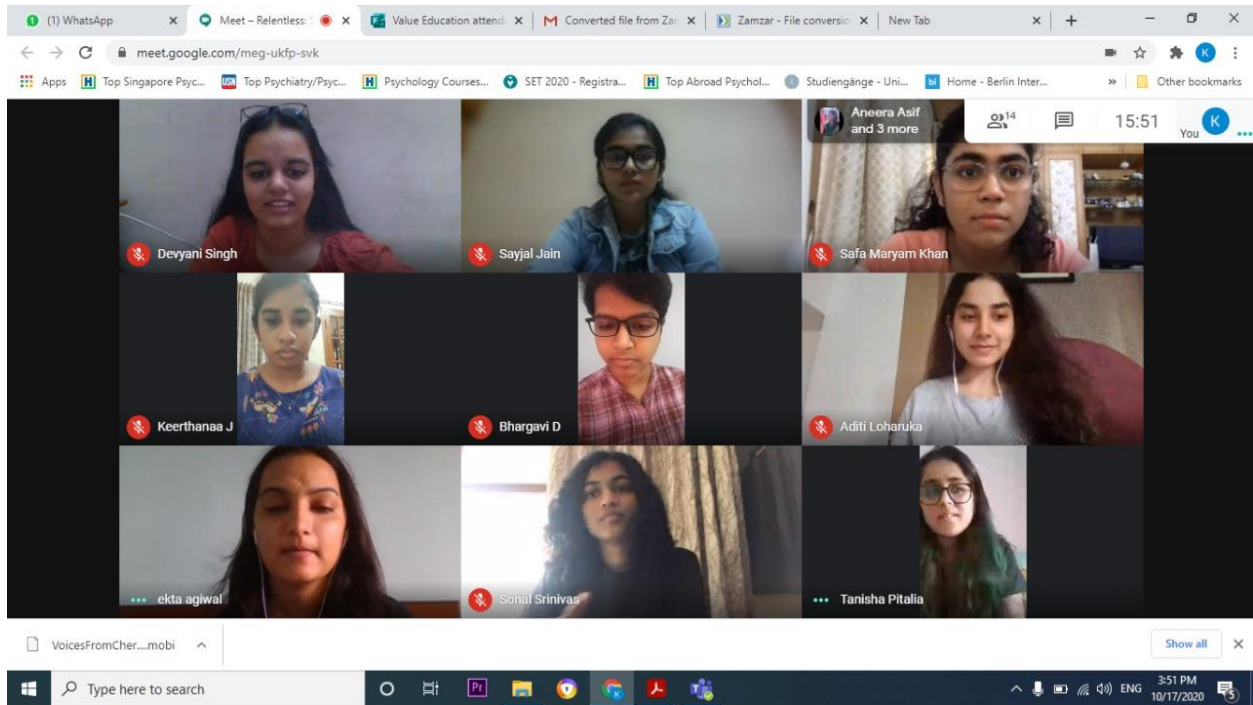 (1) WhatsApp
Meet – Relentless:
Value Education attend
Converted file from Zar
Zamzar - File conversio
New Tab
meet.google.com/meg-ukfp-svk
K
Apps
Top Singapore Psyc...
USN
Top Psychiatry/Psyc...
Psychology Courses...
SET 2020 - Registra...
Top Abroad Psychol...
Studiengänge - Uni...
bi
Home - Berlin Inter...
Other bookmarks
Aneera Asif
and 3 more
14
15:51
You
K
Devyani Singh
Sayjal Jain
Safa Maryam Khan
Keerthanaa J
Bhargavi D
Aditi Loharuka
ekta agiwal
Sonal Srinivas
Tanisha Pitalia
VoicesFromCher....mobi
Show all
Type here to search
Pr
ENG
3:51 PM
10/17/2020
5